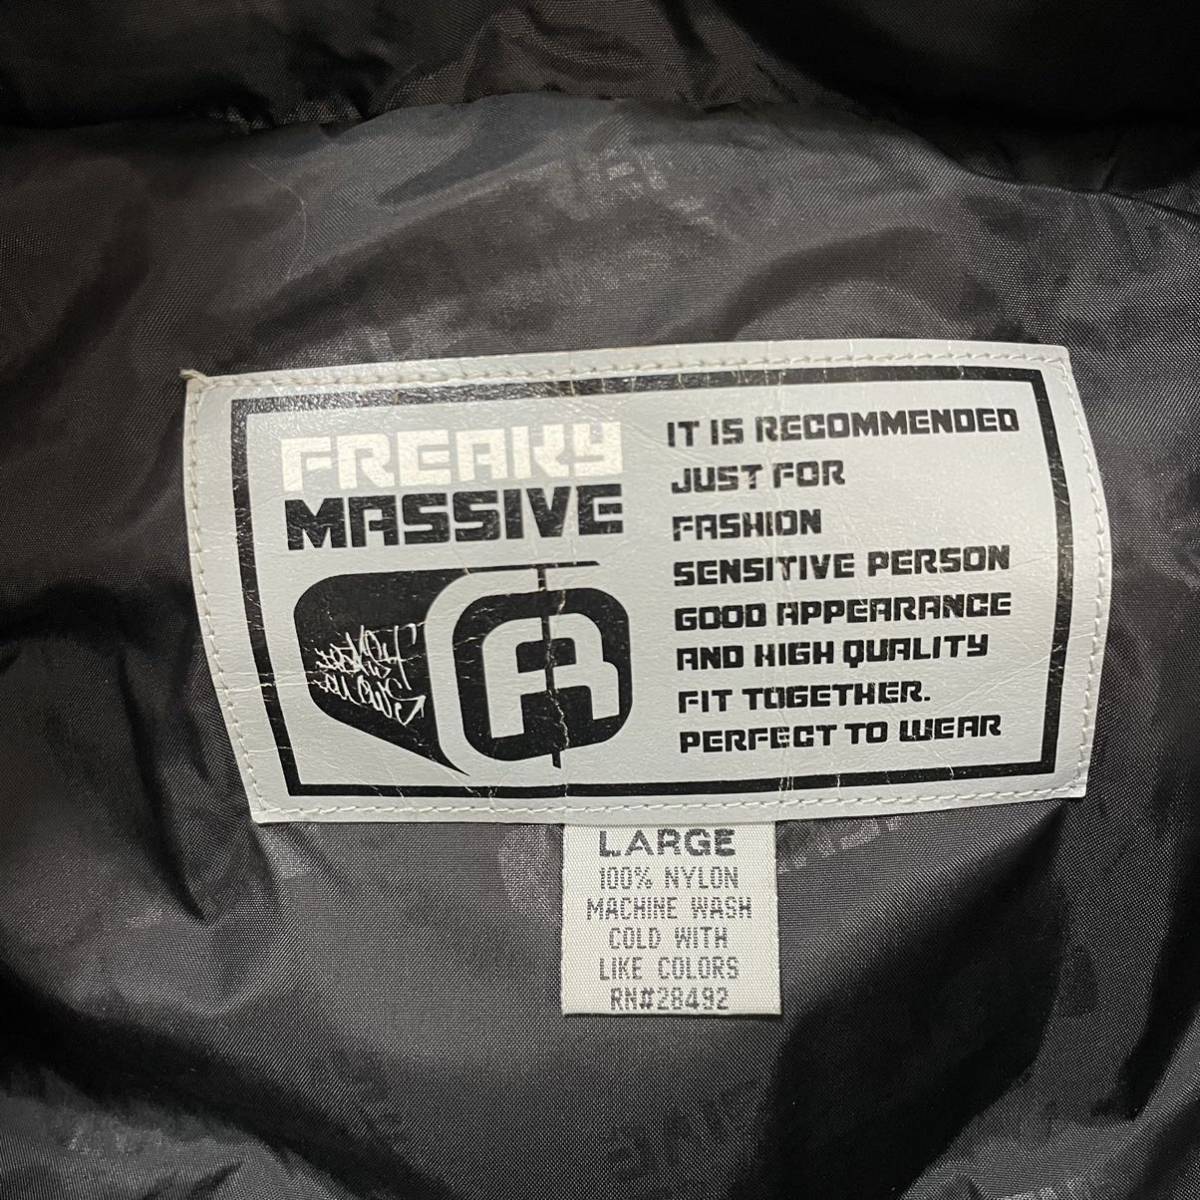 FREAKY
MASSIVE
IT IS RECOMMENDED
JUST FOR
FASHION
SENSITIVE PERSON
GOOD APPEARANCE
AND HIGH QUALITY
FIT TOGETHER.
PERFECT TO WEAR
LARGE
100% NYLON
MACHINE WASH
COLD WITH
LIKE COLORS
RN#28492